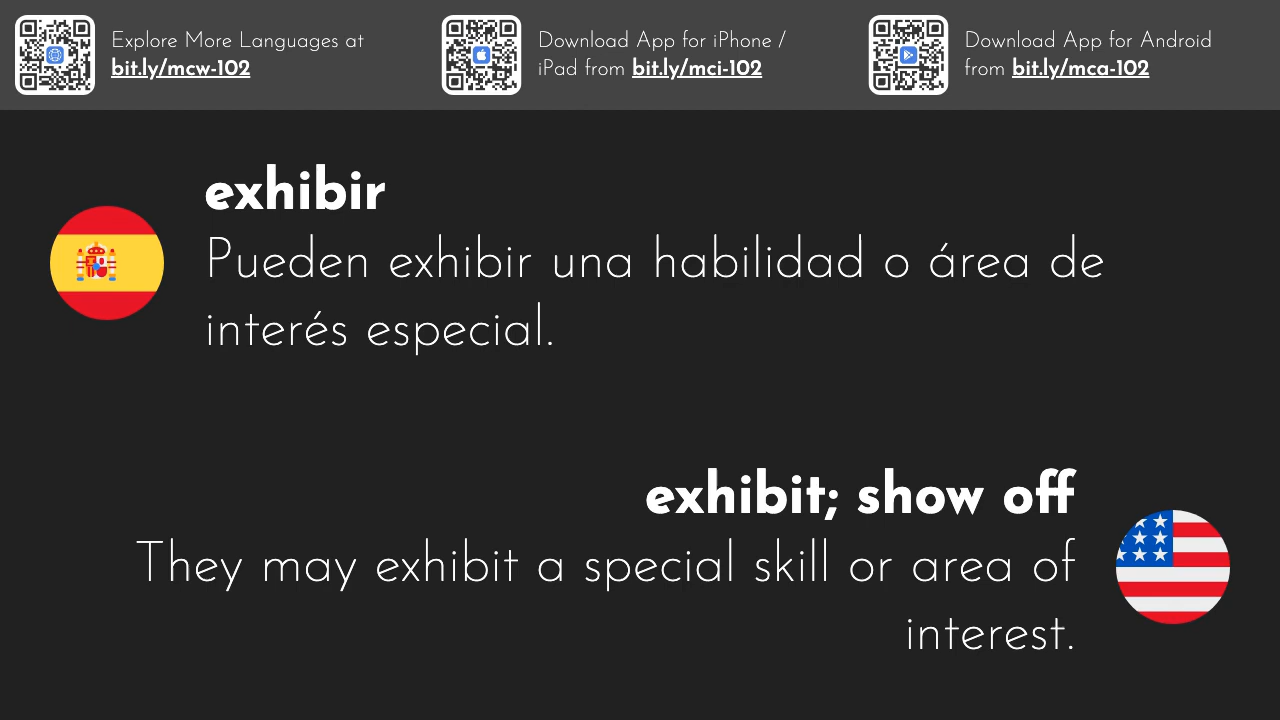 Explore More Languages at
bit.ly/mcw-102
Download App for iPhone /
iPad from bit.ly/mci-102
Download App for Android
from bit.ly/mca-102
exhibir
Pueden exhibir una habilidad o área de
interés especial.
exhibit; show off
They may exhibit a special skill or area of
interest.